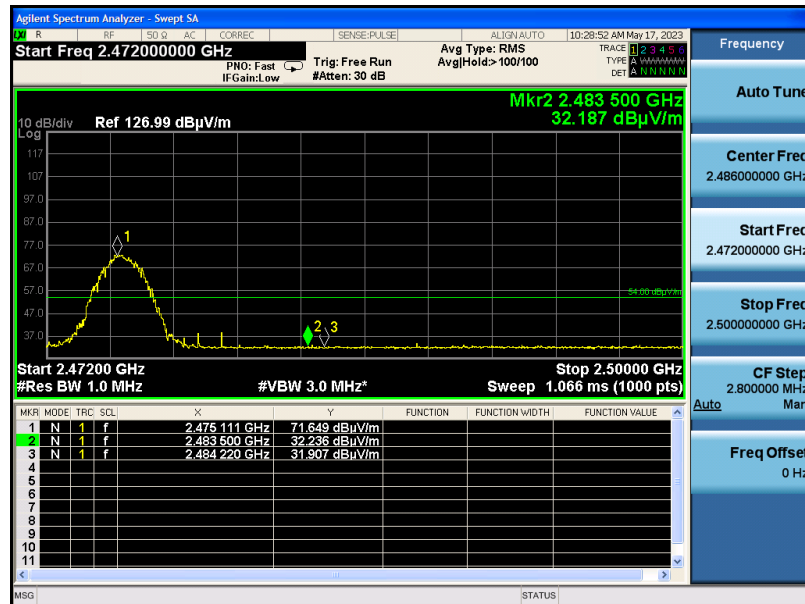 Agilent Spectrum Analyzer - Swept SA
LXI R RF 50 Ω AC CORREC SENSE:PULSE ALIGN AUTO 10:28:52 AM May 17, 2023
Start Freq 2.472000000 GHz
PNO: Fast
IFGain:Low
Trig: Free Run
#Atten: 30 dB
Avg Type: RMS
Avg|Hold:>100/100
TRACE 1 2 3 4 5 6
TYPE A WWWWW
DET A N N N N N
Mkr2 2.483 500 GHz
32.187 dBµV/m
10 dB/div Ref 126.99 dBµV/m
Log
117
107
97.0
87.0
77.0
67.0
57.0
47.0
37.0
1
2
3
54.00 dBµV/m
Start 2.47200 GHz Stop 2.50000 GHz
#Res BW 1.0 MHz #VBW 3.0 MHz* Sweep 1.066 ms (1000 pts)
MKR MODE TRC SCL X Y FUNCTION FUNCTION WIDTH FUNCTION VALUE
1 N 1 f 2.475 111 GHz 71.649 dBµV/m
2 N 1 f 2.483 500 GHz 32.236 dBµV/m
3 N 1 f 2.484 220 GHz 31.907 dBµV/m
4
5
6
7
8
9
10
11
MSG STATUS
Frequency
Auto Tune
Center Freq
2.486000000 GHz
Start Freq
2.472000000 GHz
Stop Freq
2.500000000 GHz
CF Step
2.800000 MHz
Auto Man
Freq Offset
0 Hz